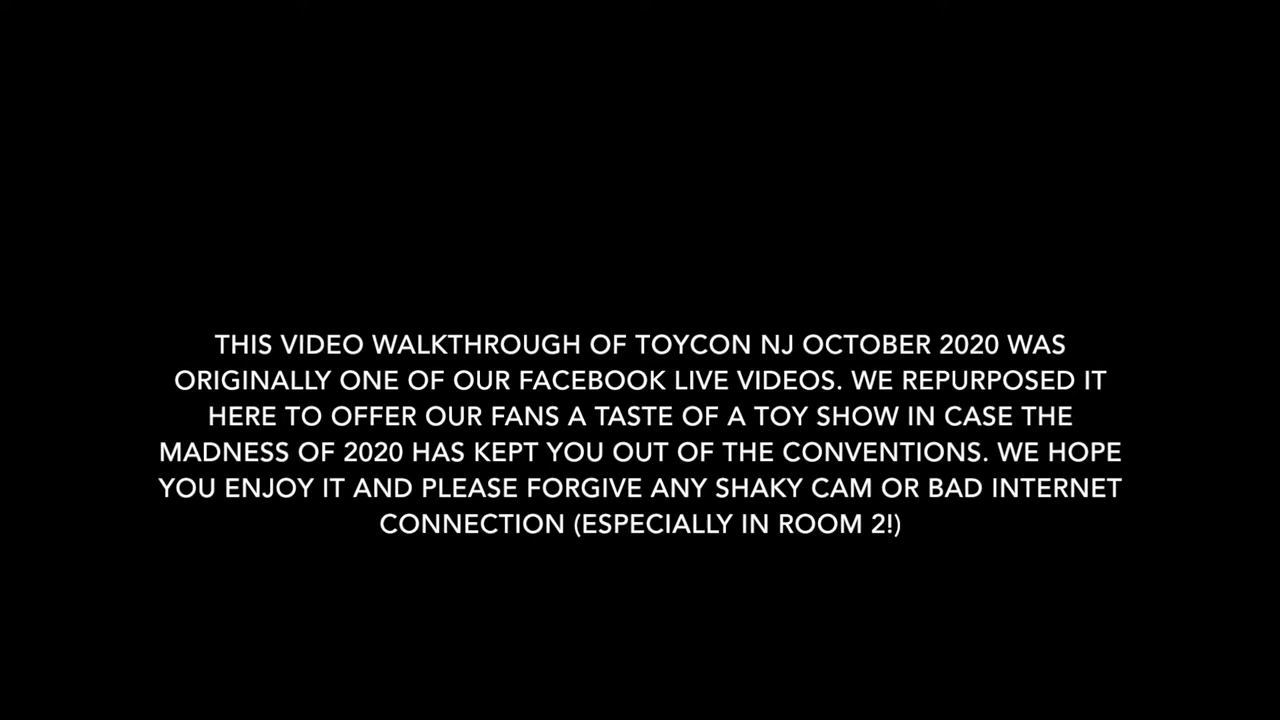 THIS VIDEO WALKTHROUGH OF TOYCON NJ OCTOBER 2020 WAS
ORIGINALLY ONE OF OUR FACEBOOK LIVE VIDEOS. WE REPURPOSED IT
HERE TO OFFER OUR FANS A TASTE OF A TOY SHOW IN CASE THE
MADNESS OF 2020 HAS KEPT YOU OUT OF THE CONVENTIONS. WE HOPE
YOU ENJOY IT AND PLEASE FORGIVE ANY SHAKY CAM OR BAD INTERNET
CONNECTION (ESPECIALLY IN ROOM 2!)